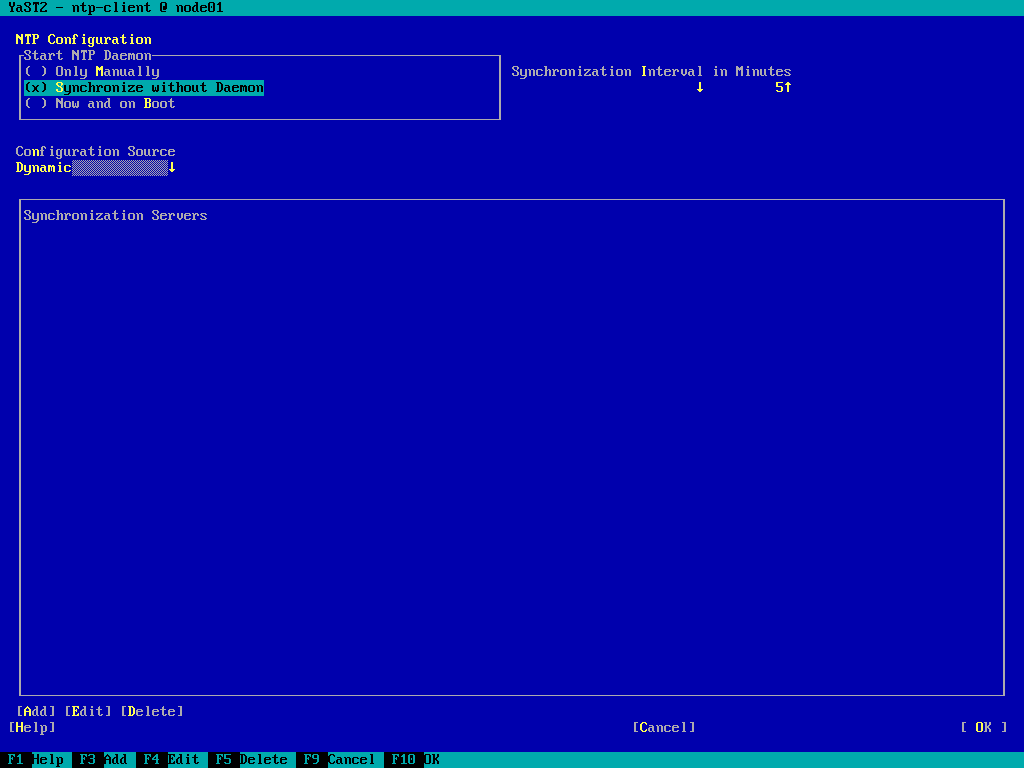 YaST2 - ntp-client @ node01
NTP Configuration
Start NTP Daemon
( ) Only Manually
(x) Synchronize without Daemon
( ) Now and on Boot
Synchronization Interval in Minutes
↓ 5↑
Configuration Source
Dynamic ↓
Synchronization Servers
[Add] [Edit] [Delete]
[Help] [Cancel] [ OK ]
F1 Help F3 Add F4 Edit F5 Delete F9 Cancel F10 OK